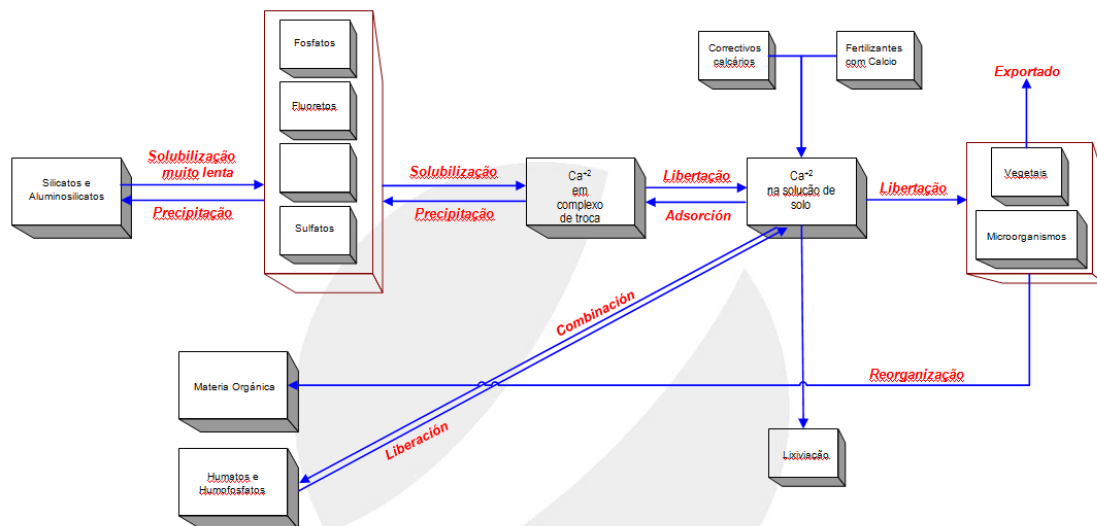 Fosfatos
Fluoretos
Sulfatos
Silicatos e
Aluminosilicatos
Solubilização
muito lenta
Precipitação
Solubilização
Precipitação
Ca+2
em
complexo
de troca
Libertação
Adsorción
Correctivos
calcários
Fertilizantes
com Calcio
Ca+2
na solucão de
solo
Libertação
Exportado
Vegetais
Microorganismos
Combinación
Liberación
Reorganização
Materia Orgánica
Humatos e
Humofosfatos
Lixiviação